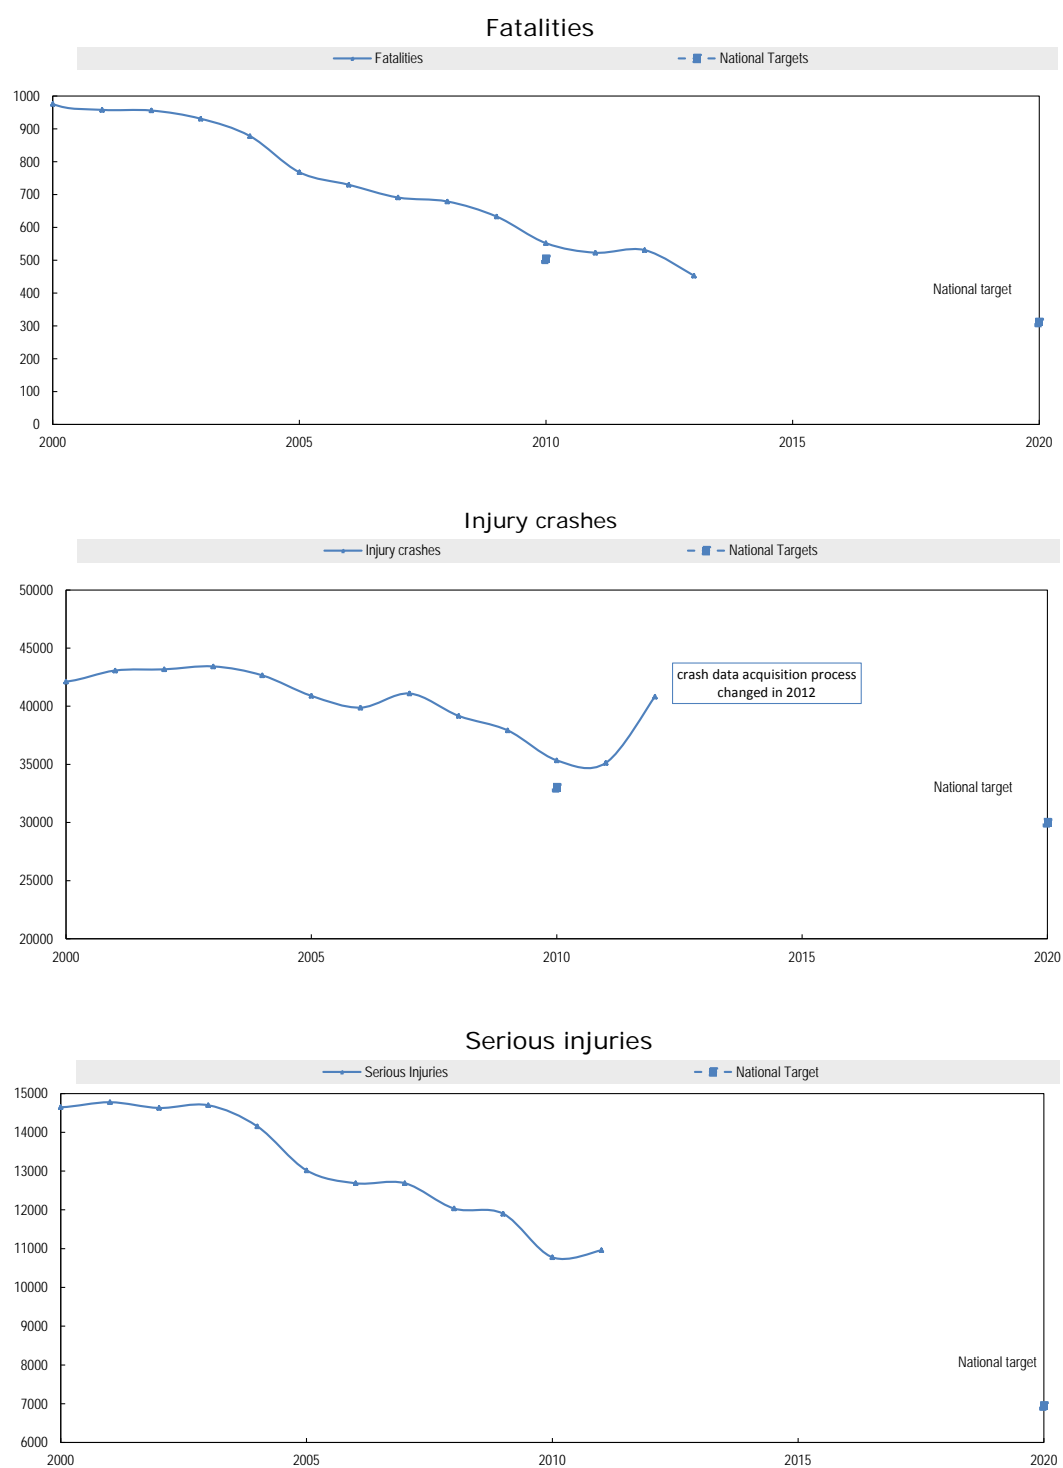 Fatalities
Fatalities National Targets
1000
900
800
700
600
500
400
300
200
100
0
National target
2000 2005 2010 2015 2020
Injury crashes
Injury crashes National Targets
50000
45000
40000
35000
30000
25000
20000
crash data acquisition process
changed in 2012
National target
2000 2005 2010 2015 2020
Serious injuries
Serious Injuries National Target
15000
14000
13000
12000
11000
10000
9000
8000
7000
6000
National target
2000 2005 2010 2015 2020